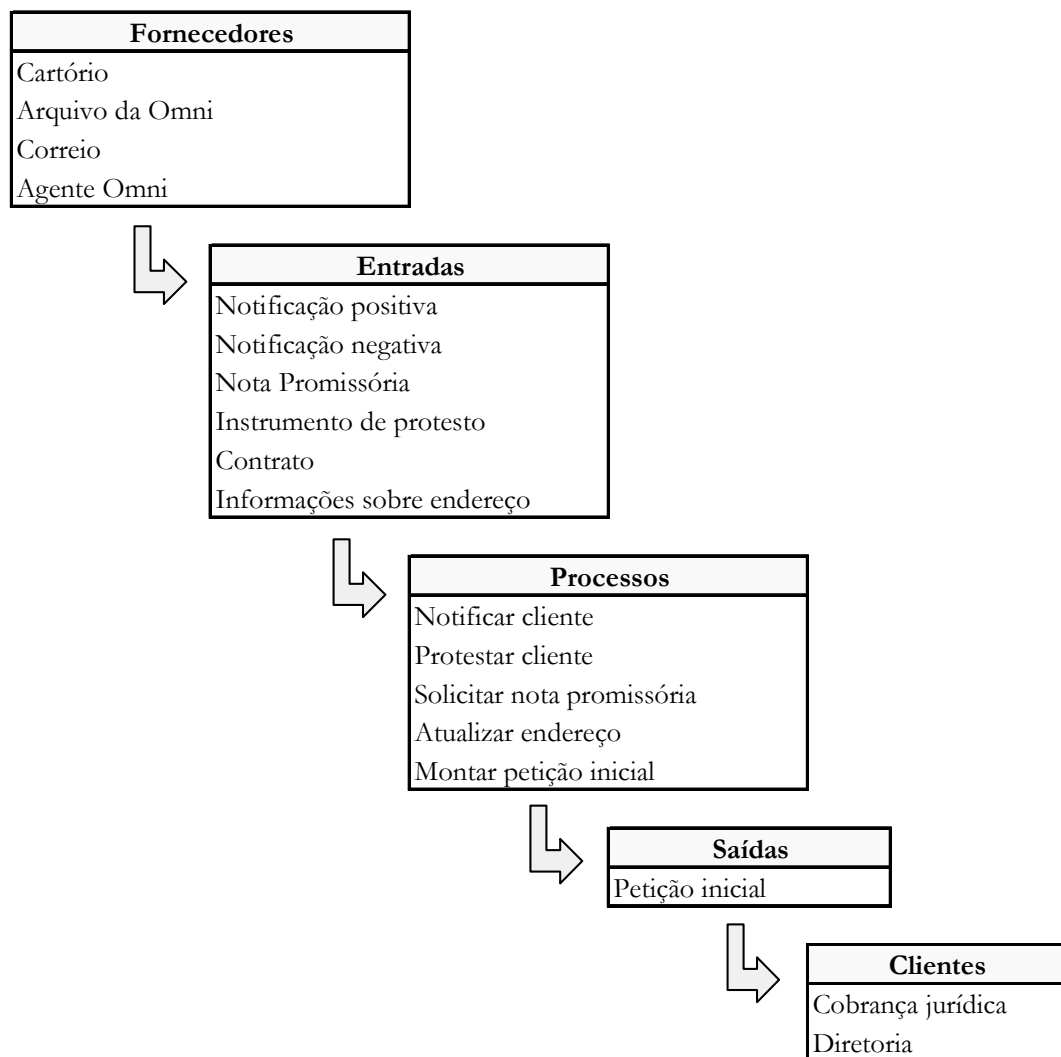 Fornecedores
Cartório
Arquivo da Omni
Correio
Agente Omni
Entradas
Notificação positiva
Notificação negativa
Nota Promissória
Instrumento de protesto
Contrato
Informações sobre endereço
Processos
Notificar cliente
Protestar cliente
Solicitar nota promissória
Atualizar endereço
Montar petição inicial
Saídas
Petição inicial
Clientes
Cobrança jurídica
Diretoria